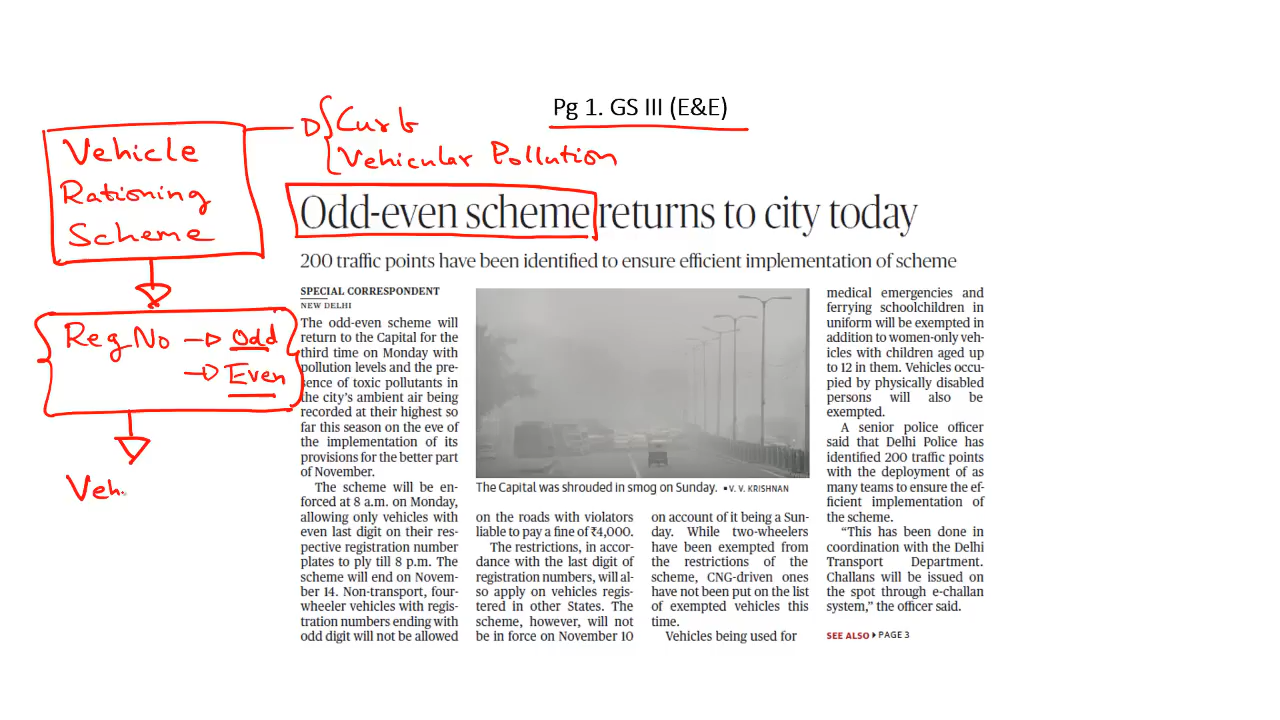 Pg 1. GS III (E&E)
Curb
Vehicular Pollution
Vehicle
Rationing
Scheme
Reg No → Odd
→ Even
Veh.
Odd-even scheme returns to city today
200 traffic points have been identified to ensure efficient implementation of scheme
SPECIAL CORRESPONDENT
NEW DELHI
The odd-even scheme will
return to the Capital for the
third time on Monday with
pollution levels and the pre-
sence of toxic pollutants in
the city's ambient air being
recorded at their highest so
far this season on the eve of
the implementation of its
provisions for the better part
of November.
The scheme will be en-
forced at 8 a.m. on Monday,
allowing only vehicles with
even last digit on their res-
pective registration number
plates to ply till 8 p.m. The
scheme will end on Novem-
ber 14. Non-transport, four-
wheeler vehicles with regis-
tration numbers ending with
odd digit will not be allowed
The Capital was shrouded in smog on Sunday. ▪ V. V. KRISHNAN
on the roads with violators
liable to pay a fine of ₹4,000.
The restrictions, in accor-
dance with the last digit of
registration numbers, will al-
so apply on vehicles regis-
tered in other States. The
scheme, however, will not
be in force on November 10
on account of it being a Sun-
day. While two-wheelers
have been exempted from
the restrictions of the
scheme, CNG-driven ones
have not been put on the list
of exempted vehicles this
time.
Vehicles being used for
medical emergencies and
ferrying schoolchildren in
uniform will be exempted in
addition to women-only veh-
icles with children aged up
to 12 in them. Vehicles occu-
pied by physically disabled
persons will also be
exempted.
A senior police officer
said that Delhi Police has
identified 200 traffic points
with the deployment of as
many teams to ensure the ef-
ficient implementation of
the scheme.
"This has been done in
coordination with the Delhi
Transport Department.
Challans will be issued on
the spot through e-challan
system," the officer said.
SEE ALSO ▸ PAGE 3